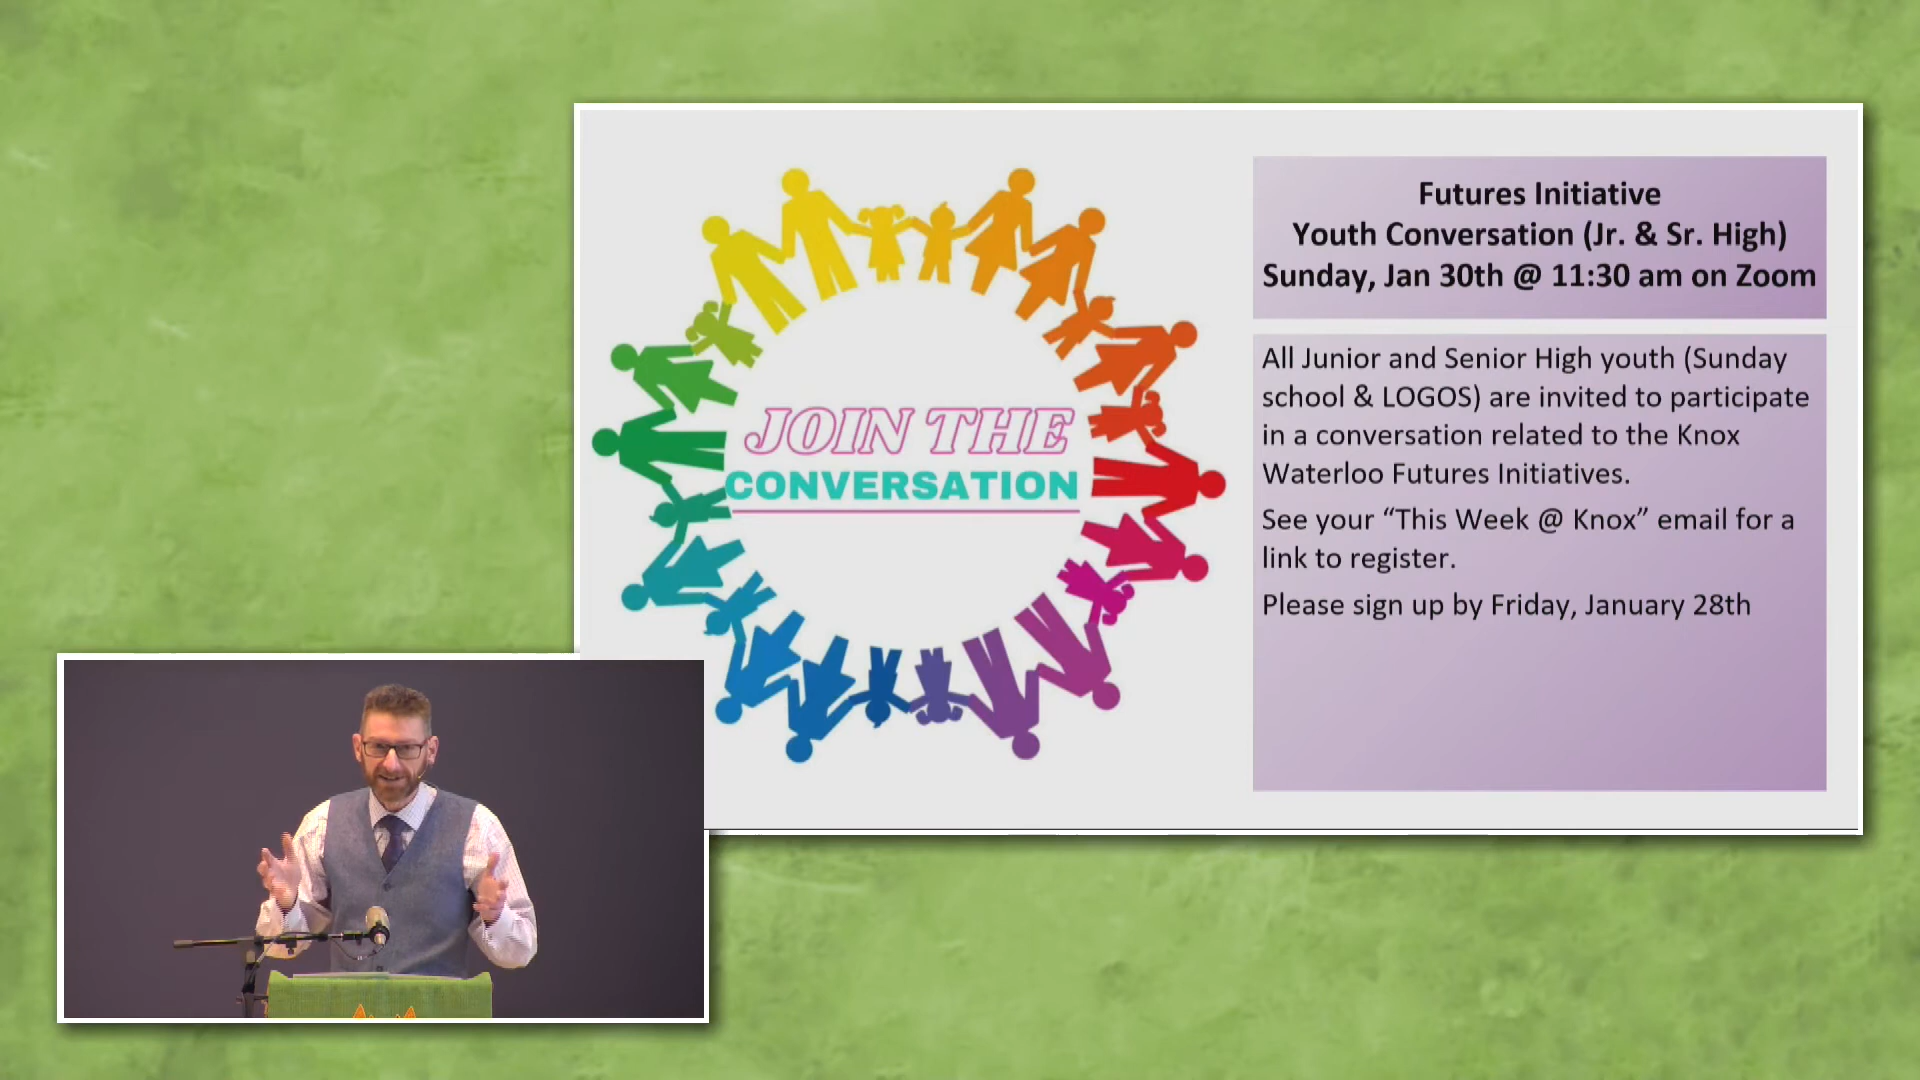 JOIN THE
CONVERSATION
Futures Initiative
Youth Conversation (Jr. & Sr. High)
Sunday, Jan 30th @ 11:30 am on Zoom
All Junior and Senior High youth (Sunday
school & LOGOS) are invited to participate
in a conversation related to the Knox
Waterloo Futures Initiatives.
See your “This Week @ Knox” email for a
link to register.
Please sign up by Friday, January 28th